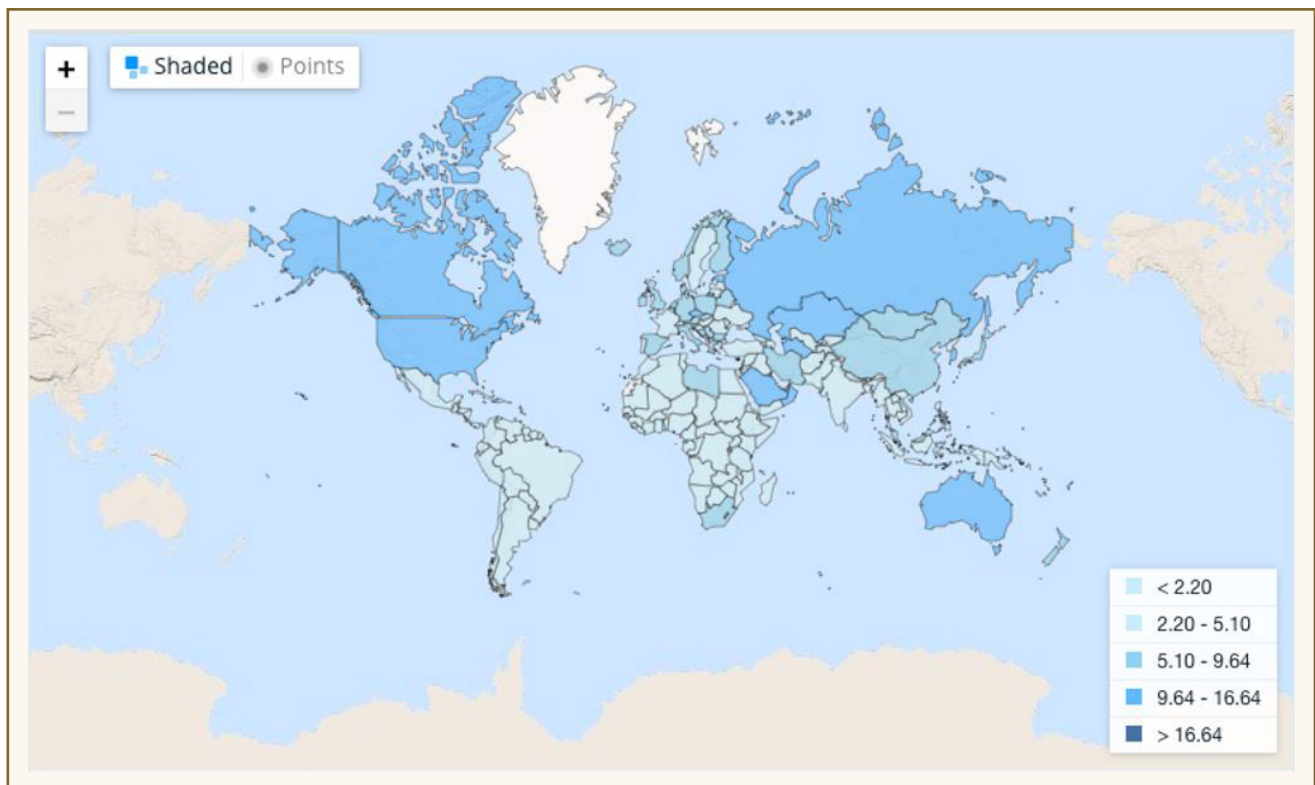 +
Shaded Points
−
< 2.20
2.20 - 5.10
5.10 - 9.64
9.64 - 16.64
> 16.64